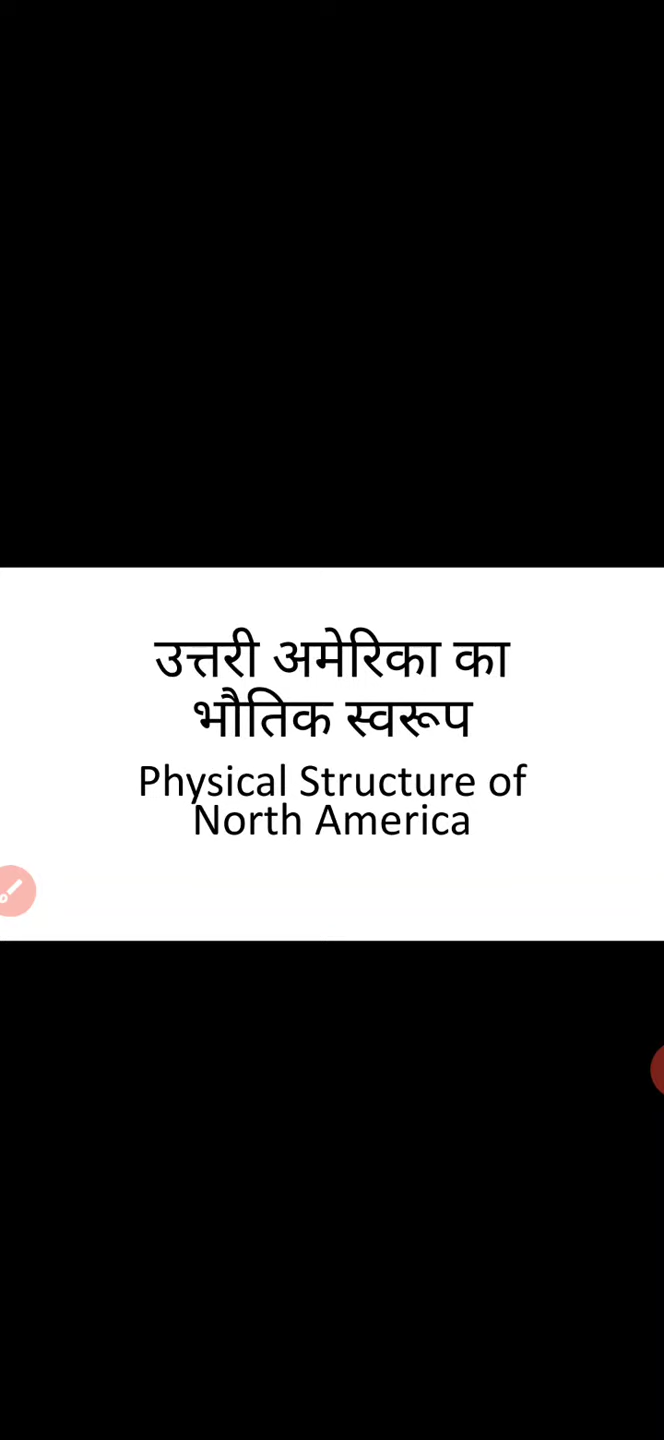 उत्तरी अमेरिका का
भौतिक स्वरूप
Physical Structure of
North America